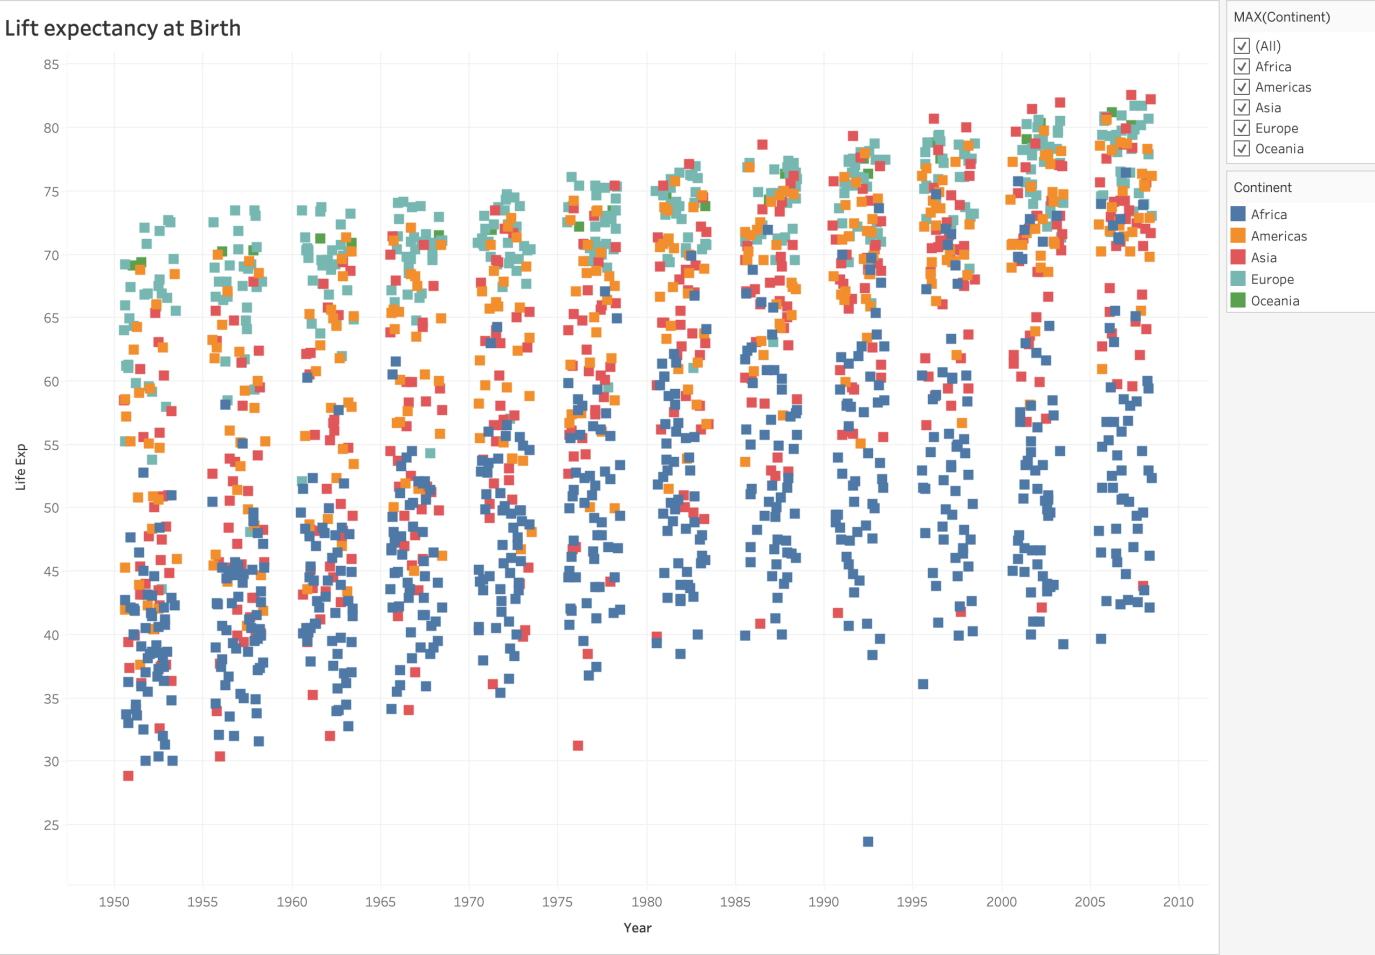 Lift expectancy at Birth
85
80
75
70
65
60
55
50
45
40
35
30
25
Life Exp
1950 1955 1960 1965 1970 1975 1980 1985 1990 1995 2000 2005 2010
Year
MAX(Continent)
(All)
Africa
Americas
Asia
Europe
Oceania
Continent
Africa
Americas
Asia
Europe
Oceania